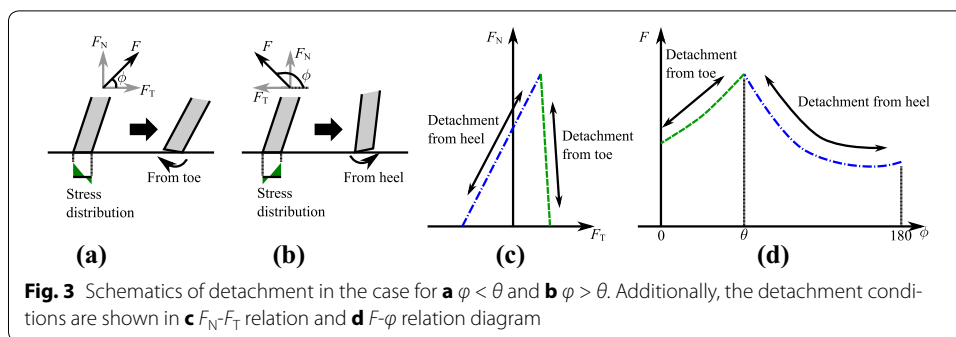 F_N F
φ
F_T
From toe
Stress
distribution
(a)
F F_N
φ
F_T
From heel
Stress
distribution
(b)
F_N
Detachment
from heel
Detachment
from toe
F_T
(c)
F
Detachment
from toe
Detachment from heel
0 θ 180 φ
(d)
Fig. 3 Schematics of detachment in the case for a φ < θ and b φ > θ. Additionally, the detachment condi-
tions are shown in c F_N-F_T relation and d F-φ relation diagram